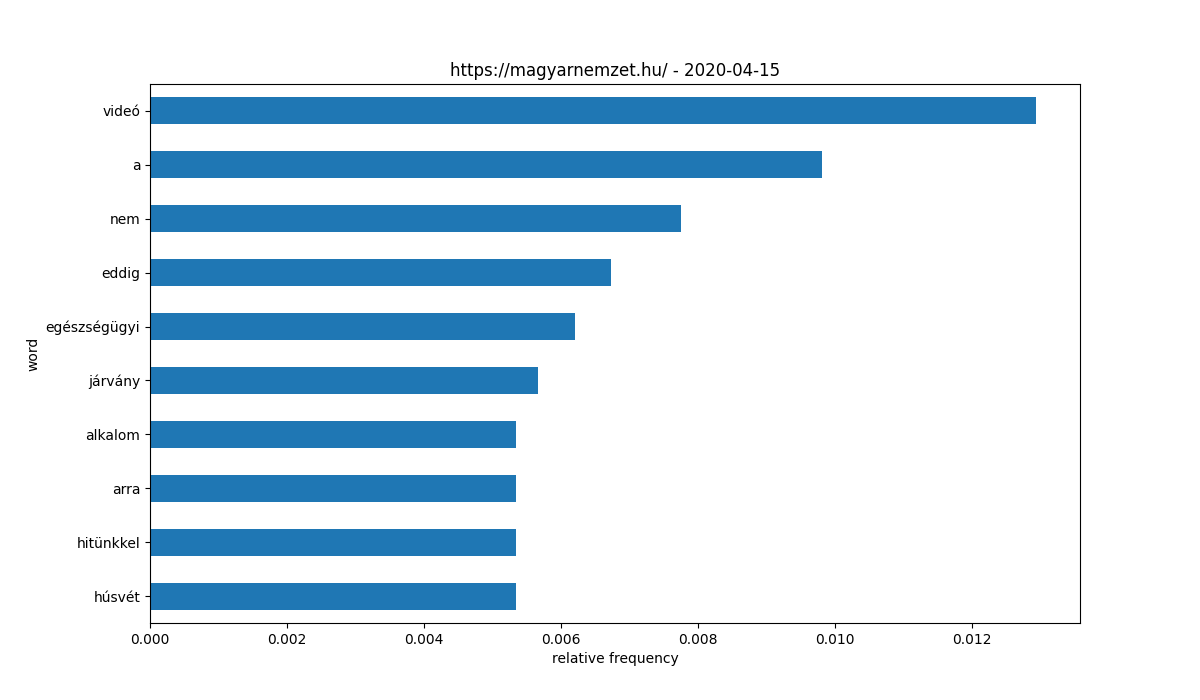 https://magyarnemzet.hu/ - 2020-04-15
videó
a
nem
eddig
egészségügyi
járvány
alkalom
arra
hitünkkel
húsvét
word
0.000 0.002 0.004 0.006 0.008 0.010 0.012
relative frequency